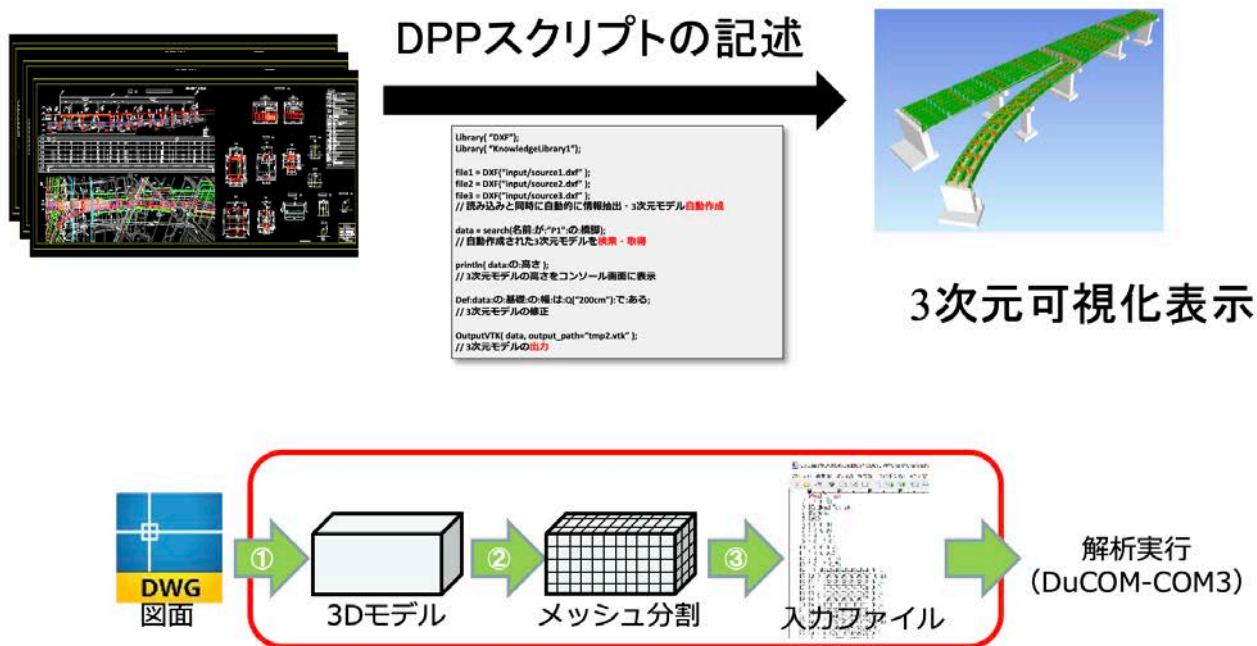 DPPスクリプトの記述
Library( "DXF");
Library( "KnowledgeLibrary1");
file1 = DXF("input/source1.dxf" );
file2 = DXF("input/source2.dxf" );
file3 = DXF("input/source3.dxf" );
// 読み込みと同時に自動的に情報抽出・3次元モデル自動作成
data = search(名前:が:"P1":の:橋脚);
// 自動作成された3次元モデルを検索・取得
println( data:の:高さ );
// 3次元モデルの高さをコンソール画面に表示
Def:data:の:基礎:の:幅:は:Q("200cm"):で:ある;
// 3次元モデルの修正
OutputVTK( data, output_path="tmp2.vtk" );
// 3次元モデルの出力
3次元可視化表示
DWG
図面
①
3Dモデル
②
メッシュ分割
③
入力ファイル
解析実行
(DuCOM-COM3)